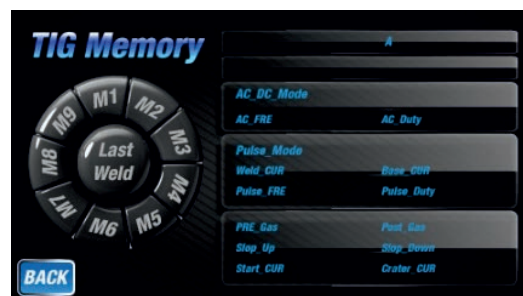 TIG Memory
M1
M2
M3
M4
M5
M6
M7
M8
M9
Last
Weld
BACK
A
AC_DC_Mode
AC_FRE AC_Duty
Pulse_Mode
Weld_CUR Base_CUR
Pulse_FRE Pulse_Duty
PRE_Gas Post_Gas
Slop_Up Slop_Down
Start_CUR Crater_CUR